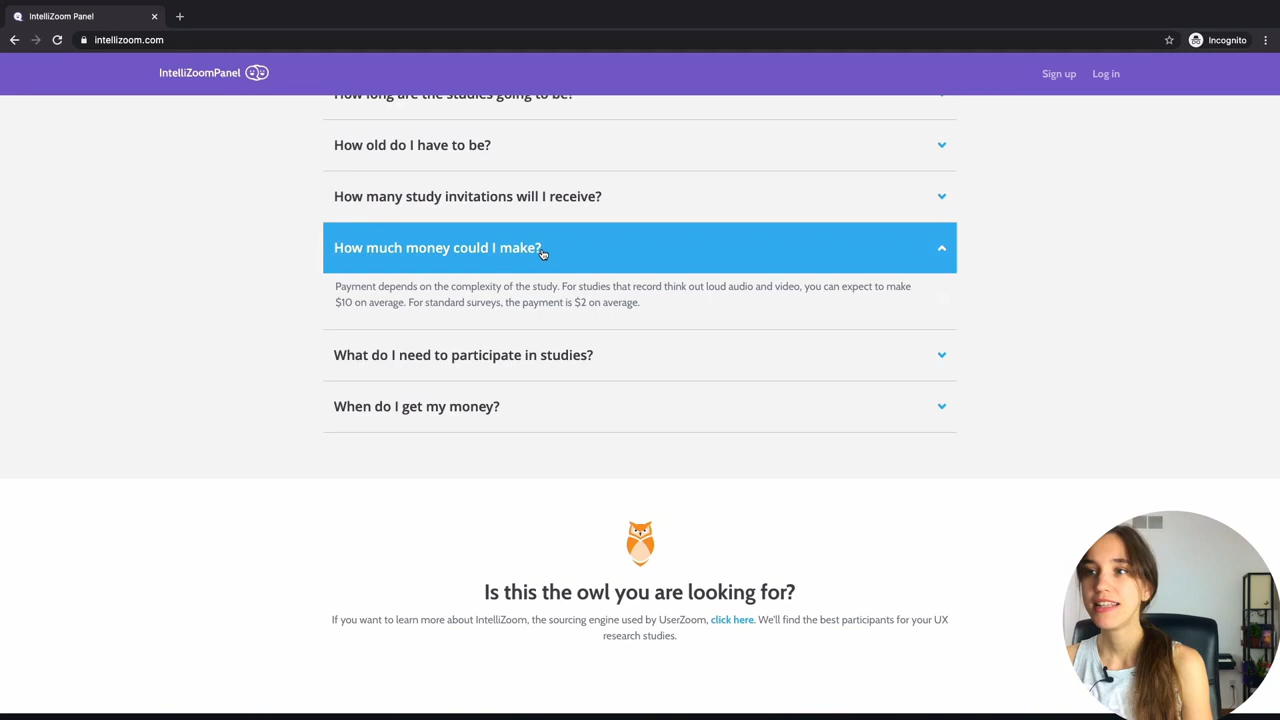 IntelliZoom Panel
intellizoom.com
Incognito
IntelliZoomPanel
Sign up
Log in
How long are the studies going to be?
How old do I have to be?
How many study invitations will I receive?
How much money could I make?
Payment depends on the complexity of the study. For studies that record think out loud audio and video, you can expect to make
$10 on average. For standard surveys, the payment is $2 on average.
What do I need to participate in studies?
When do I get my money?
Is this the owl you are looking for?
If you want to learn more about IntelliZoom, the sourcing engine used by UserZoom, click here. We'll find the best participants for your UX
research studies.